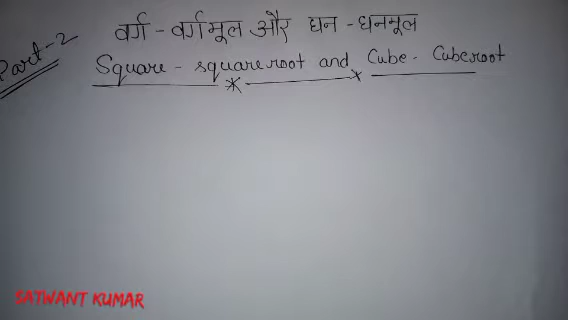 Part-2
वर्ग - वर्गमूल और घन - घनमूल
Square - squareroot and Cube - Cuberoot
SATWANT KUMAR